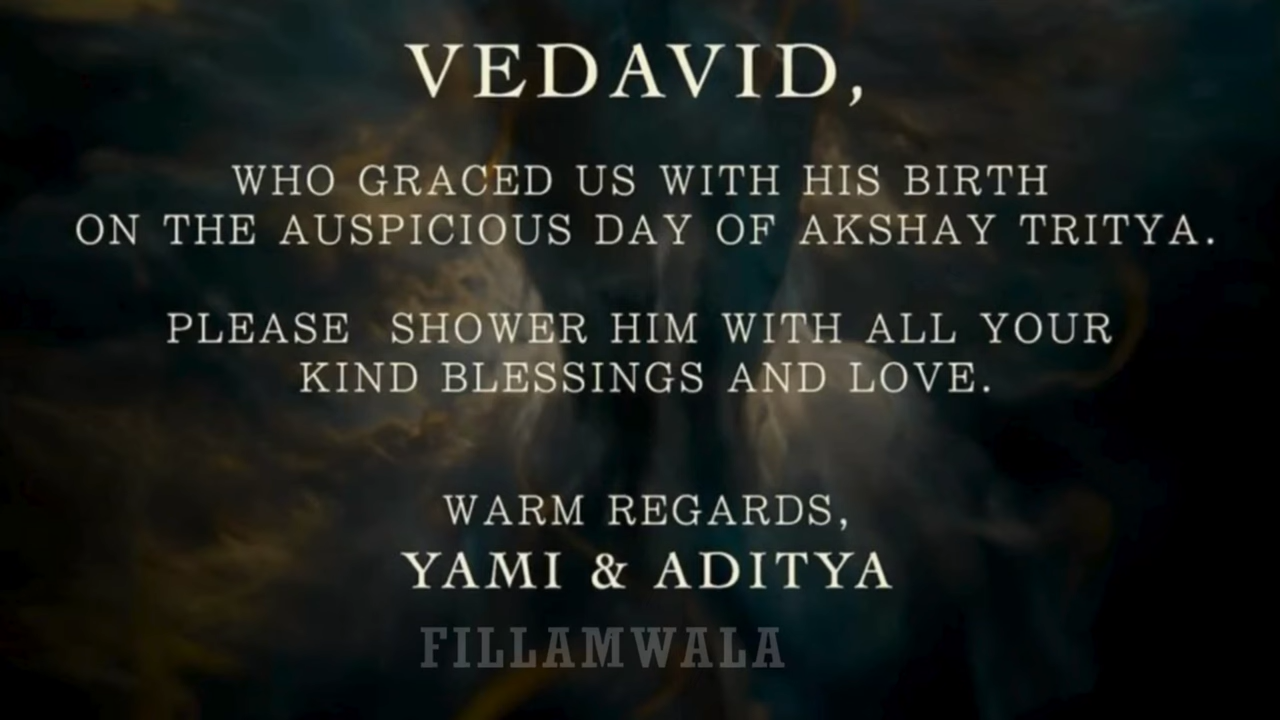 VEDAVID,
WHO GRACED US WITH HIS BIRTH
ON THE AUSPICIOUS DAY OF AKSHAY TRITYA.
PLEASE SHOWER HIM WITH ALL YOUR
KIND BLESSINGS AND LOVE.
WARM REGARDS,
YAMI & ADITYA
FILLAMWALA